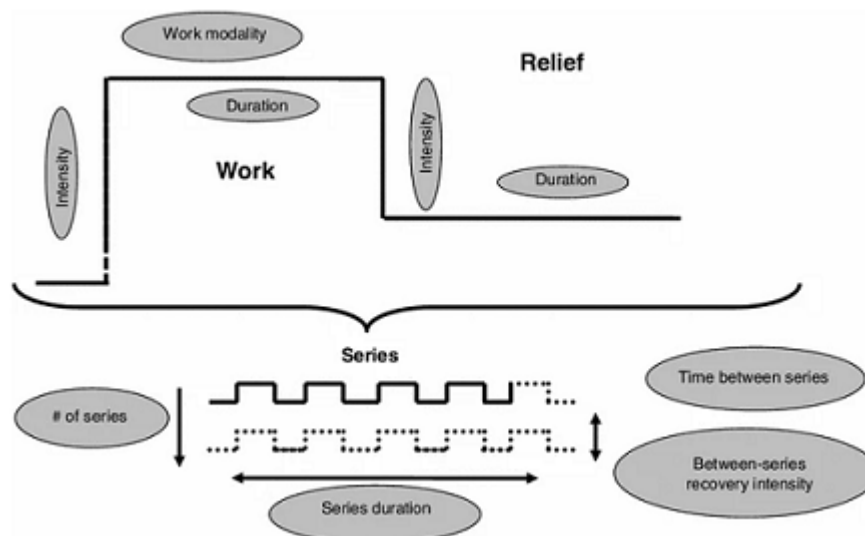 Work modality
Relief
Duration
Intensity
Intensity
Work
Duration
Series
Time between series
# of series
Between-series
recovery intensity
Series duration